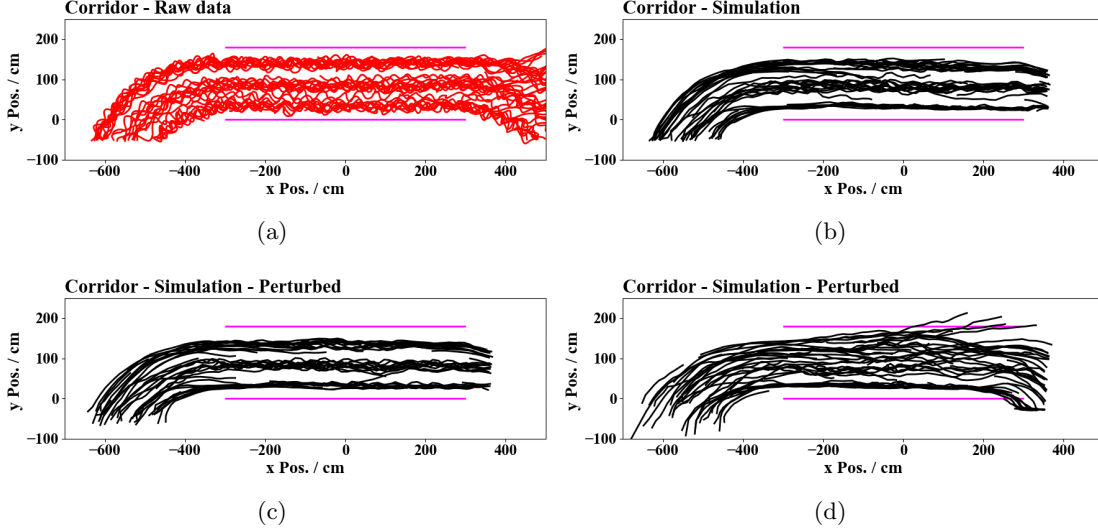 Corridor - Raw data
y Pos. / cm
200
100
0
−100
−600
−400
−200
0
200
400
x Pos. / cm
(a)
Corridor - Simulation
y Pos. / cm
200
100
0
−100
−600
−400
−200
0
200
400
x Pos. / cm
(b)
Corridor - Simulation - Perturbed
y Pos. / cm
200
100
0
−100
−600
−400
−200
0
200
400
x Pos. / cm
(c)
Corridor - Simulation - Perturbed
y Pos. / cm
200
100
0
−100
−600
−400
−200
0
200
400
x Pos. / cm
(d)